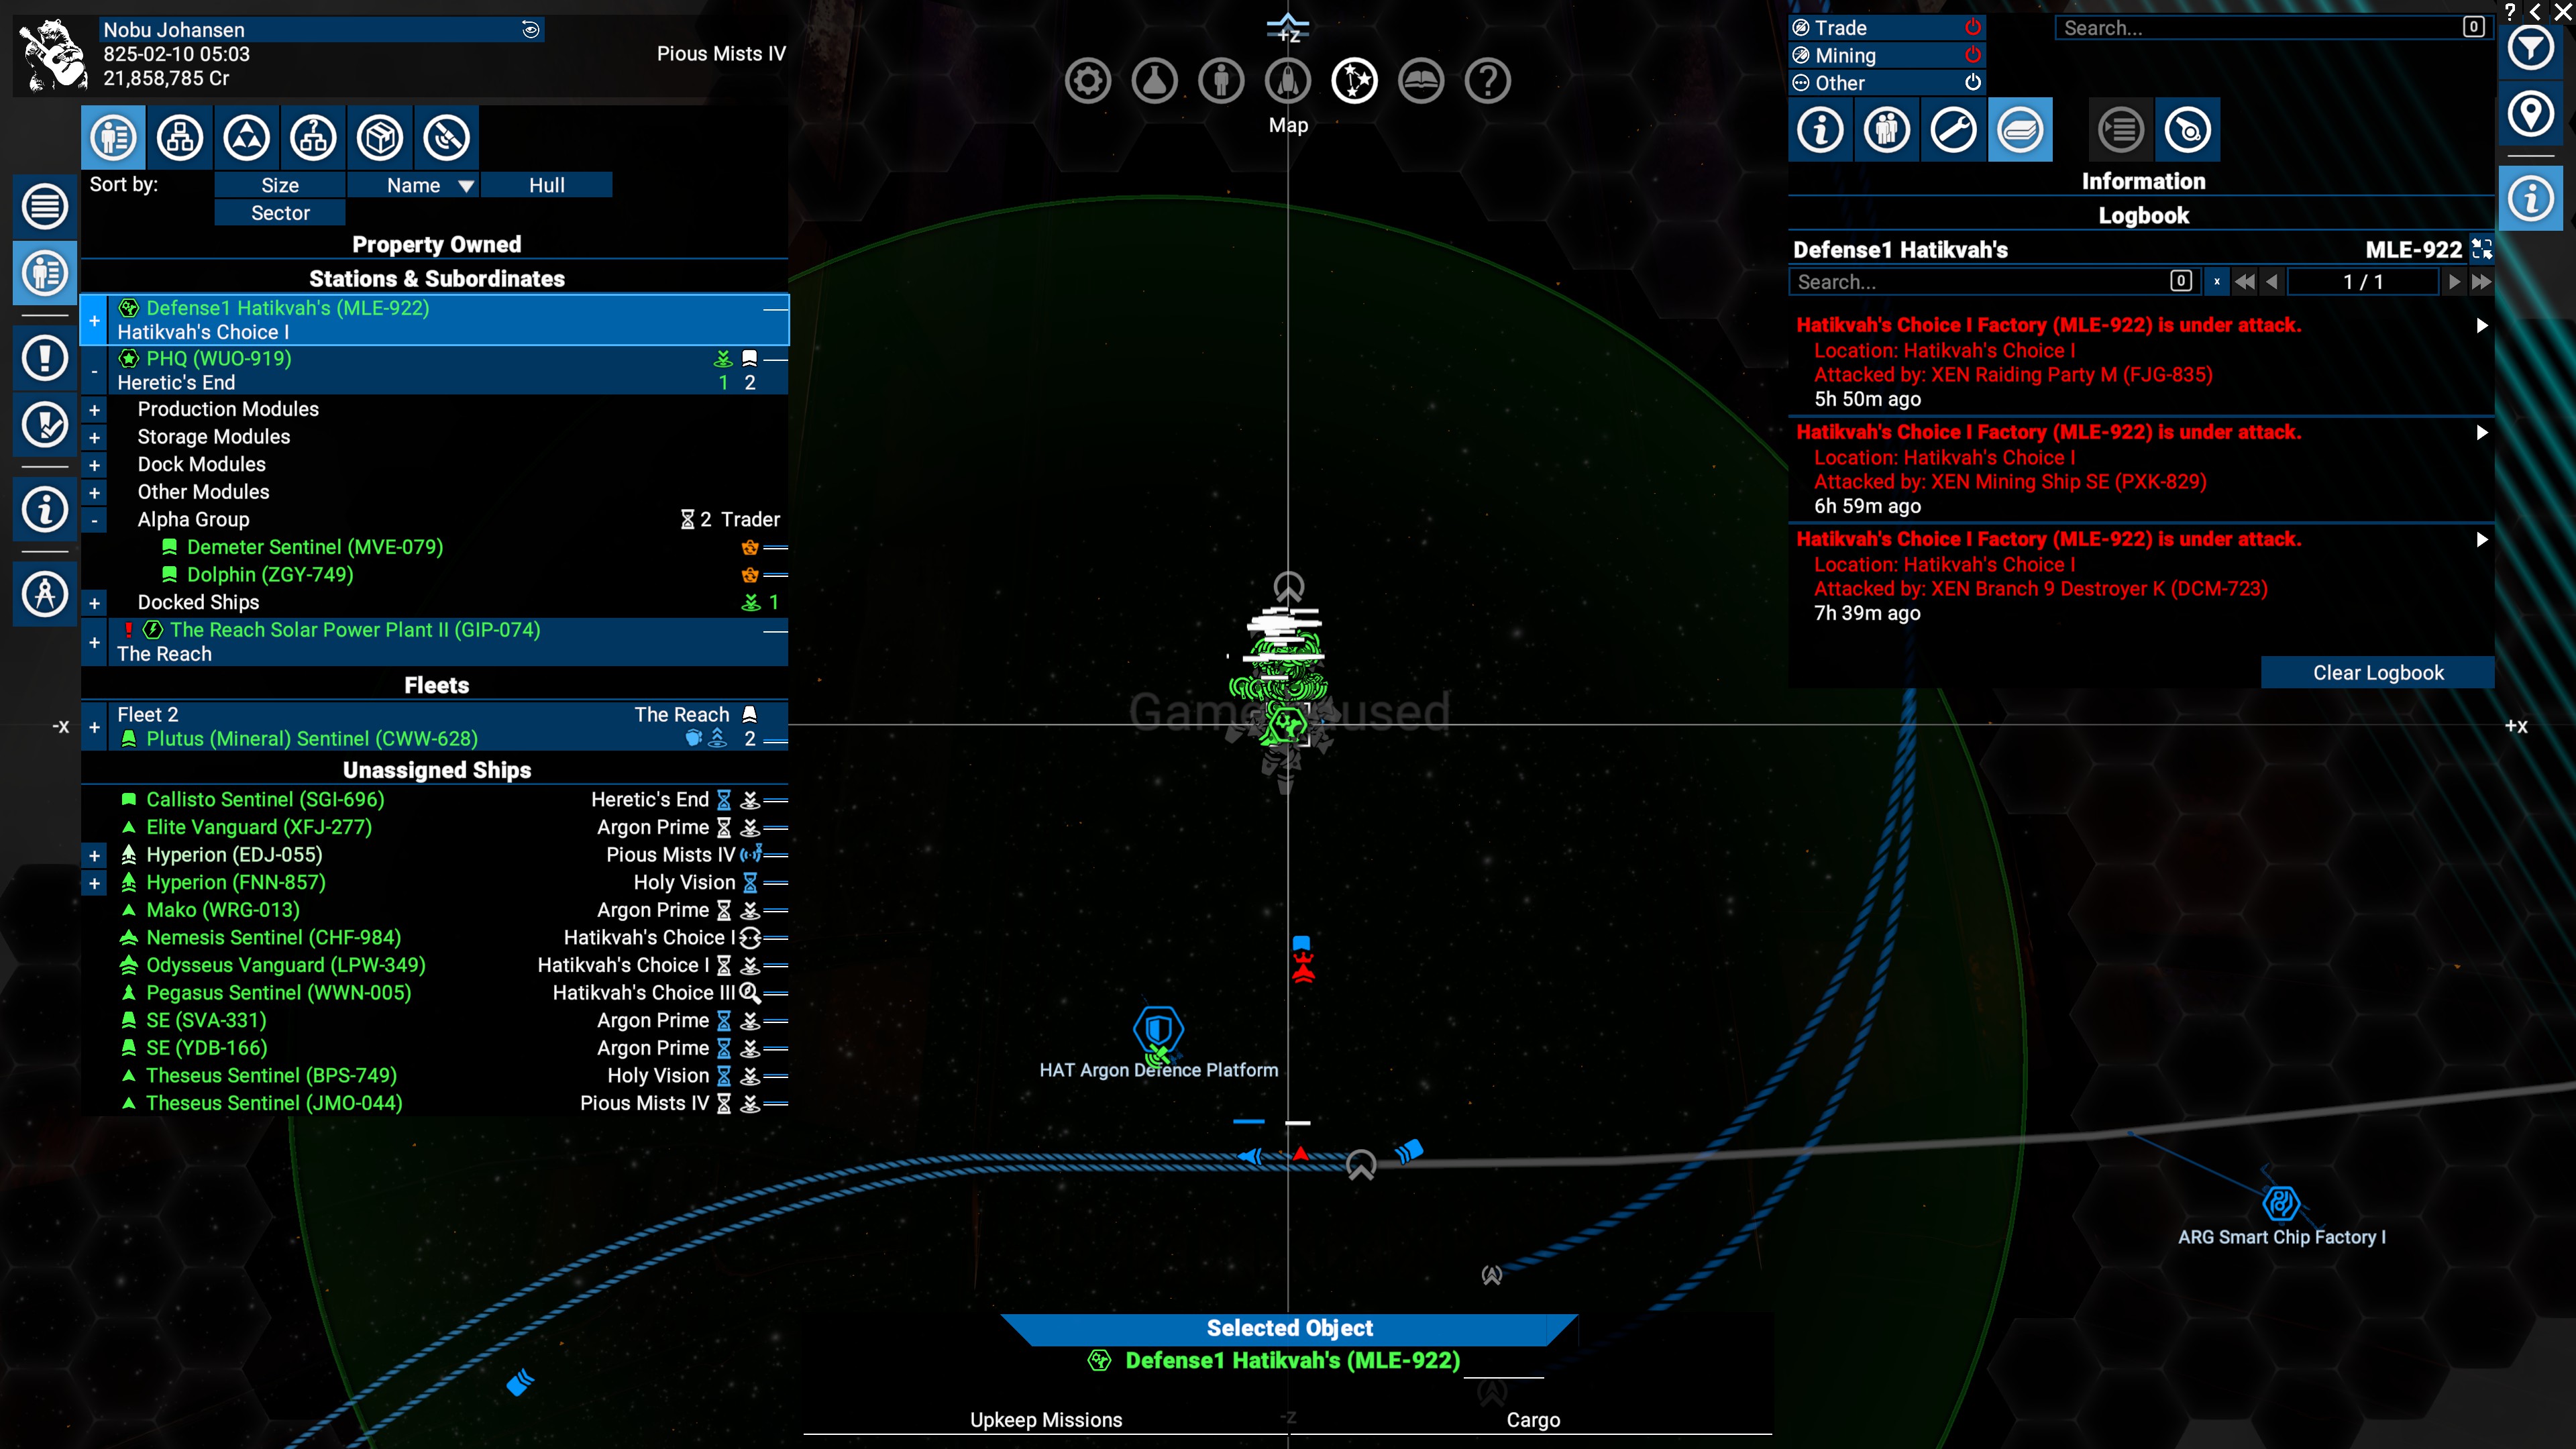 Nobu Johansen
825-02-10 05:03
21,858,785 Cr
Pious Mists IV
Sort by:
Size
Name
Hull
Sector
Property Owned
Stations & Subordinates
+
Defense1 Hatikvah's (MLE-922)
Hatikvah's Choice I
-
PHQ (WUO-919)
Heretic's End
1 2
+ Production Modules
+ Storage Modules
+ Dock Modules
+ Other Modules
- Alpha Group 2 Trader
Demeter Sentinel (MVE-079)
Dolphin (ZGY-749)
+ Docked Ships 1
+
! The Reach Solar Power Plant II (GIP-074)
The Reach
Fleets
+
Fleet 2 The Reach
Plutus (Mineral) Sentinel (CWW-628) 2
Unassigned Ships
Callisto Sentinel (SGI-696) Heretic's End
Elite Vanguard (XFJ-277) Argon Prime
+ Hyperion (EDJ-055) Pious Mists IV
+ Hyperion (FNN-857) Holy Vision
Mako (WRG-013) Argon Prime
Nemesis Sentinel (CHF-984) Hatikvah's Choice I
Odysseus Vanguard (LPW-349) Hatikvah's Choice I
Pegasus Sentinel (WWN-005) Hatikvah's Choice III
SE (SVA-331) Argon Prime
SE (YDB-166) Argon Prime
Theseus Sentinel (BPS-749) Holy Vision
Theseus Sentinel (JMO-044) Pious Mists IV
+Z
Map
-X
+X
-Z
Game Paused
HAT Argon Defence Platform
ARG Smart Chip Factory I
Selected Object
Defense1 Hatikvah's (MLE-922)
Upkeep Missions
Cargo
Trade
Mining
Other
Search...
0
?
Information
Logbook
Defense1 Hatikvah's MLE-922
Search... 0 x 1 / 1
Hatikvah's Choice I Factory (MLE-922) is under attack.
Location: Hatikvah's Choice I
Attacked by: XEN Raiding Party M (FJG-835)
5h 50m ago
Hatikvah's Choice I Factory (MLE-922) is under attack.
Location: Hatikvah's Choice I
Attacked by: XEN Mining Ship SE (PXK-829)
6h 59m ago
Hatikvah's Choice I Factory (MLE-922) is under attack.
Location: Hatikvah's Choice I
Attacked by: XEN Branch 9 Destroyer K (DCM-723)
7h 39m ago
Clear Logbook